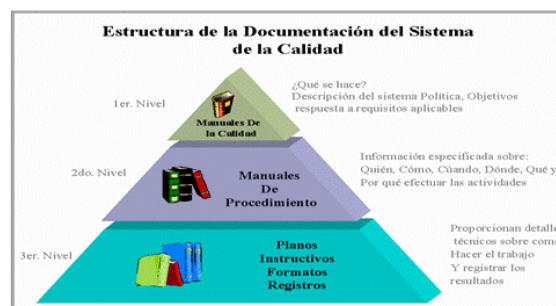 Estructura de la Documentación del Sistema
de la Calidad
1er. Nivel
Manuales De
la Calidad
¿Qué se hace?
Descripción del sistema Política, Objetivos
respuesta a requisitos aplicables
2do. Nivel
Manuales
De
Procedimiento
Información especificada sobre:
Quién, Cómo, Cúando, Dónde, Qué y
Por qué efectuar las actividades
3er. Nivel
Planos
Instructivos
Formatos
Registros
Proporcionan detalle
técnicos sobre como
Hacer el trabajo
Y registrar los
resultados